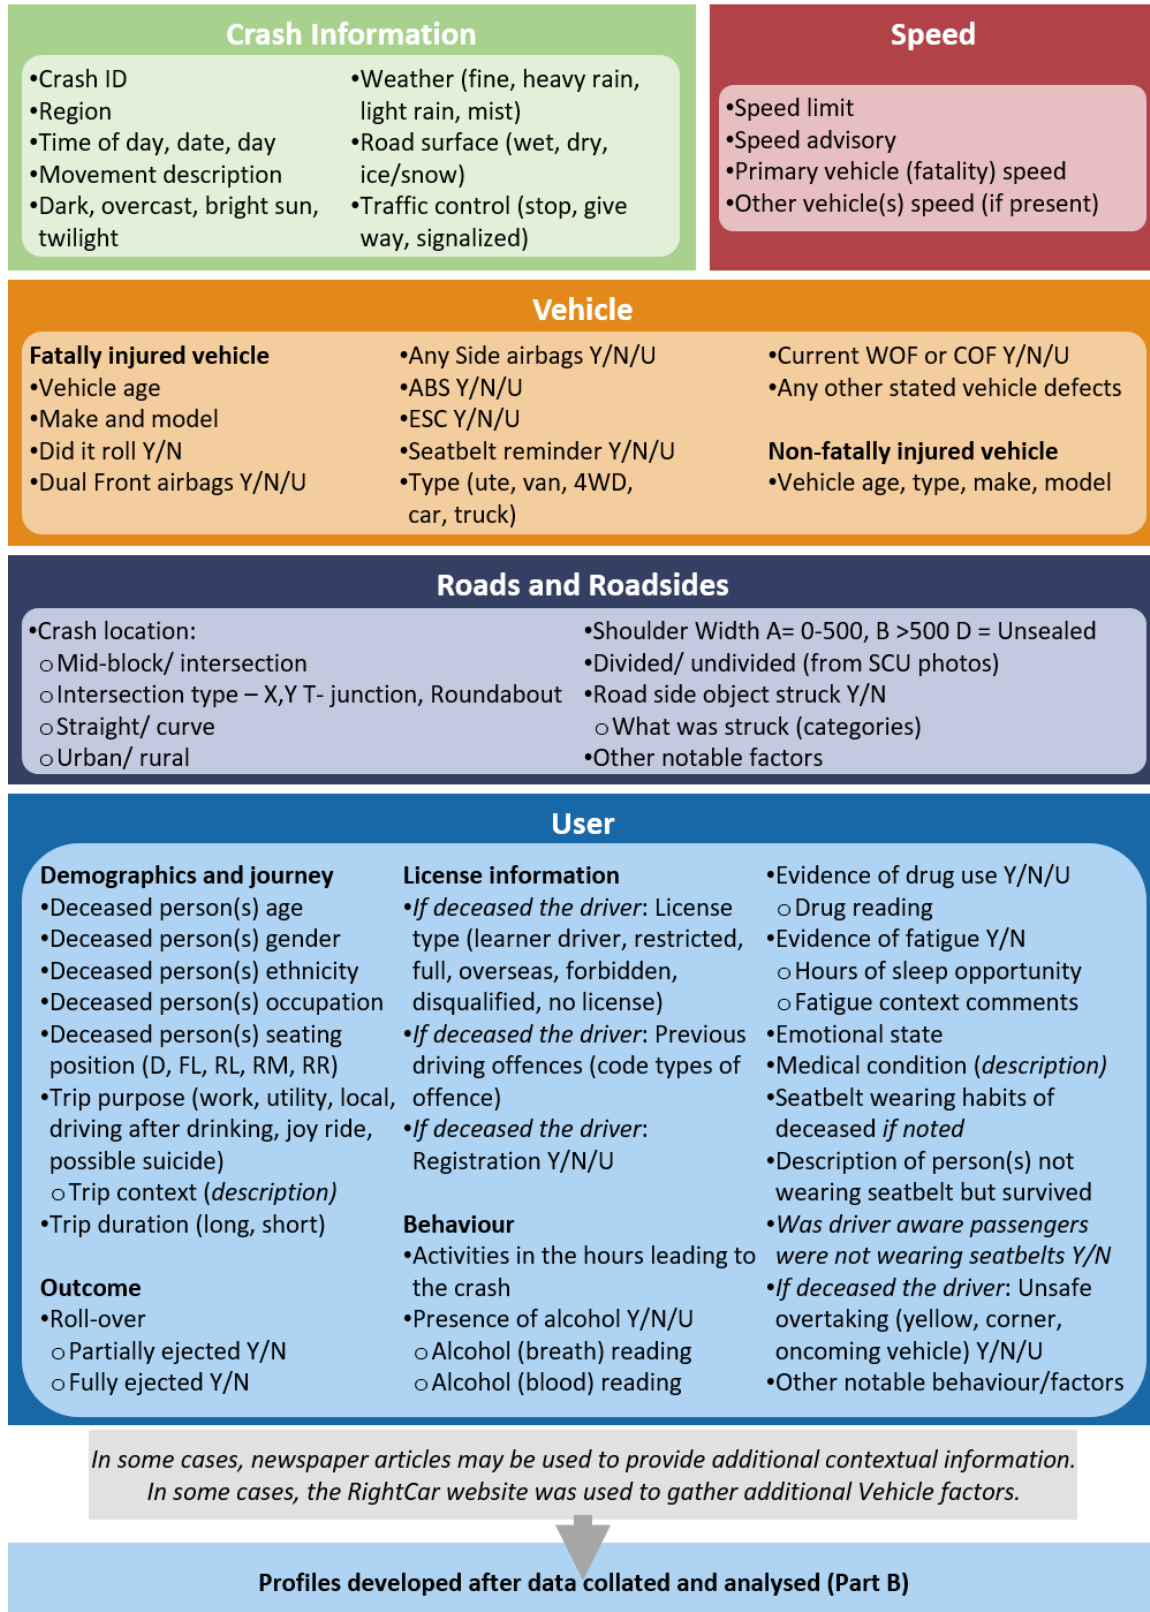 Crash Information
•Crash ID
•Region
•Time of day, date, day
•Movement description
•Dark, overcast, bright sun,
twilight
•Weather (fine, heavy rain,
light rain, mist)
•Road surface (wet, dry,
ice/snow)
•Traffic control (stop, give
way, signalized)
Speed
•Speed limit
•Speed advisory
•Primary vehicle (fatality) speed
•Other vehicle(s) speed (if present)
Vehicle
Fatally injured vehicle
•Vehicle age
•Make and model
•Did it roll Y/N
•Dual Front airbags Y/N/U
•Any Side airbags Y/N/U
•ABS Y/N/U
•ESC Y/N/U
•Seatbelt reminder Y/N/U
•Type (ute, van, 4WD,
car, truck)
•Current WOF or COF Y/N/U
•Any other stated vehicle defects
Non-fatally injured vehicle
•Vehicle age, type, make, model
Roads and Roadsides
•Crash location:
o Mid-block/ intersection
o Intersection type – X,Y T- junction, Roundabout
o Straight/ curve
o Urban/ rural
•Shoulder Width A= 0-500, B >500 D = Unsealed
•Divided/ undivided (from SCU photos)
•Road side object struck Y/N
o What was struck (categories)
•Other notable factors
User
Demographics and journey
•Deceased person(s) age
•Deceased person(s) gender
•Deceased person(s) ethnicity
•Deceased person(s) occupation
•Deceased person(s) seating
position (D, FL, RL, RM, RR)
•Trip purpose (work, utility, local,
driving after drinking, joy ride,
possible suicide)
o Trip context (description)
•Trip duration (long, short)
Outcome
•Roll-over
o Partially ejected Y/N
o Fully ejected Y/N
License information
•If deceased the driver: License
type (learner driver, restricted,
full, overseas, forbidden,
disqualified, no license)
•If deceased the driver: Previous
driving offences (code types of
offence)
•If deceased the driver:
Registration Y/N/U
Behaviour
•Activities in the hours leading to
the crash
•Presence of alcohol Y/N/U
o Alcohol (breath) reading
o Alcohol (blood) reading
•Evidence of drug use Y/N/U
o Drug reading
•Evidence of fatigue Y/N
o Hours of sleep opportunity
o Fatigue context comments
•Emotional state
•Medical condition (description)
•Seatbelt wearing habits of
deceased if noted
•Description of person(s) not
wearing seatbelt but survived
•Was driver aware passengers
were not wearing seatbelts Y/N
•If deceased the driver: Unsafe
overtaking (yellow, corner,
oncoming vehicle) Y/N/U
•Other notable behaviour/factors
In some cases, newspaper articles may be used to provide additional contextual information.
In some cases, the RightCar website was used to gather additional Vehicle factors.
Profiles developed after data collated and analysed (Part B)